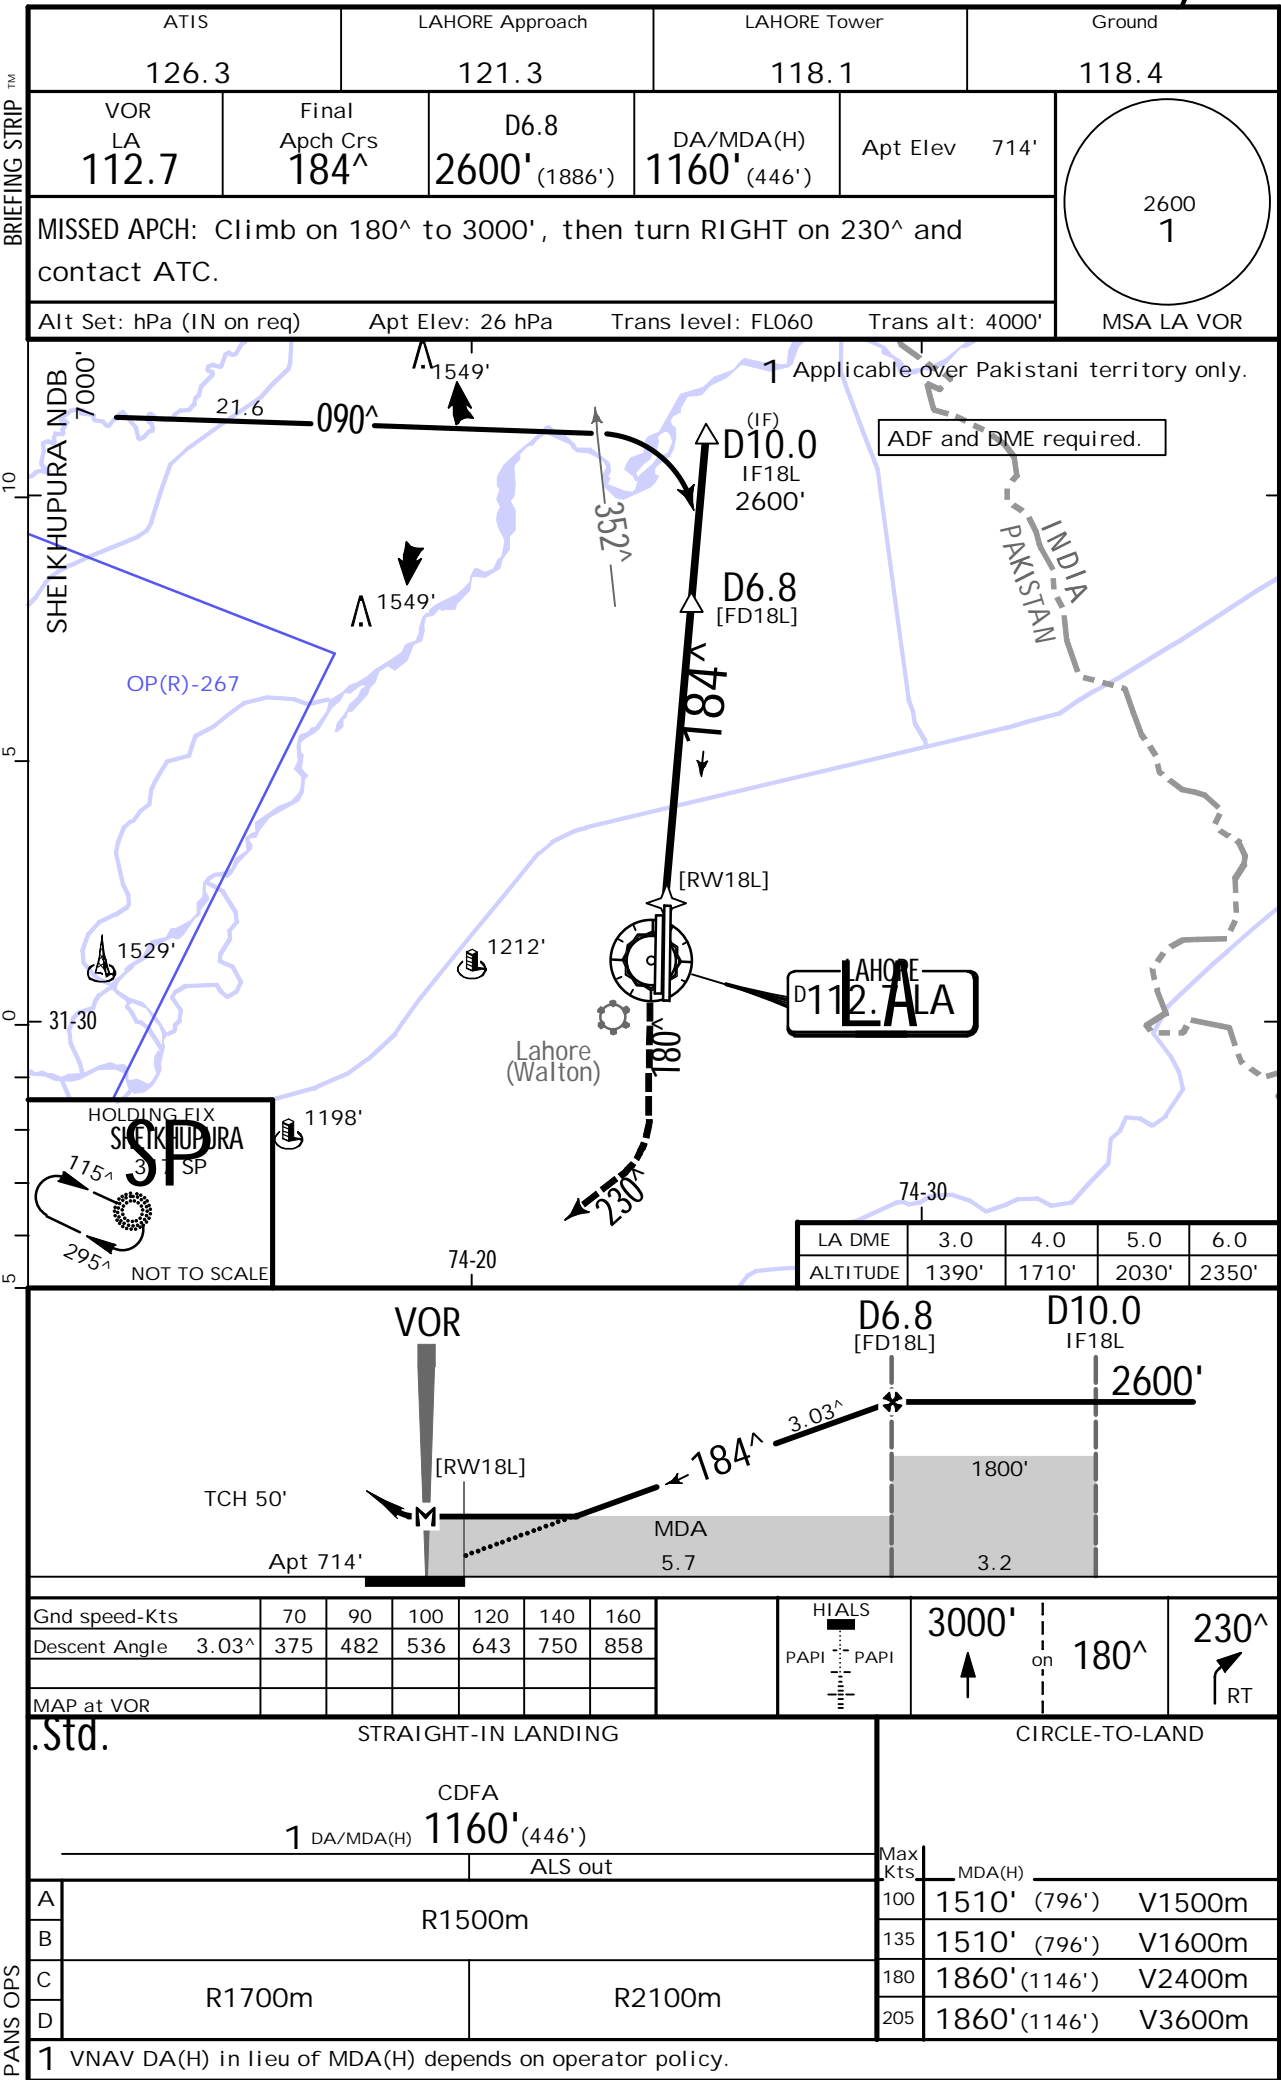 ATIS
126.3
LAHORE Approach
121.3
LAHORE Tower
118.1
Ground
118.4
BRIEFING STRIP ™
VOR
LA
112.7
Final
Apch Crs
184^
D6.8
2600' (1886')
DA/MDA(H)
1160' (446')
Apt Elev 714'
2600
1
MSA LA VOR
MISSED APCH: Climb on 180^ to 3000', then turn RIGHT on 230^ and
contact ATC.
Alt Set: hPa (IN on req) Apt Elev: 26 hPa Trans level: FL060 Trans alt: 4000'
1 Applicable over Pakistani territory only.
ADF and DME required.
SHEIKHUPURA NDB
7000'
21.6
090^
1549'
352^
(IF)
D10.0
IF18L
2600'
1549'
D6.8
[FD18L]
INDIA
PAKISTAN
OP(R)-267
184^
[RW18L]
1529'
1212'
LAHORE
D 112.7 LA
LA
Lahore
(Walton)
180^
230^
10
5
0
5
31-30
74-30
74-20
1198'
HOLDING FIX
SHEIKHUPURA
317 SP
SP
115^
295^
NOT TO SCALE
LA DME 3.0 4.0 5.0 6.0
ALTITUDE 1390' 1710' 2030' 2350'
VOR
D6.8
[FD18L]
D10.0
IF18L
2600'
3.03^
184^
[RW18L]
1800'
TCH 50'
M
MDA
Apt 714'
5.7
3.2
Gnd speed-Kts 70 90 100 120 140 160
Descent Angle 3.03^ 375 482 536 643 750 858
MAP at VOR
HIALS
PAPI PAPI
3000'
on
180^
230^
RT
.Std.
STRAIGHT-IN LANDING
CIRCLE-TO-LAND
CDFA
1 DA/MDA(H) 1160' (446')
ALS out
A
B
R1500m
C
D
R1700m
R2100m
Max
Kts MDA(H)
100 1510' (796') V1500m
135 1510' (796') V1600m
180 1860' (1146') V2400m
205 1860' (1146') V3600m
PANS OPS
1 VNAV DA(H) in lieu of MDA(H) depends on operator policy.